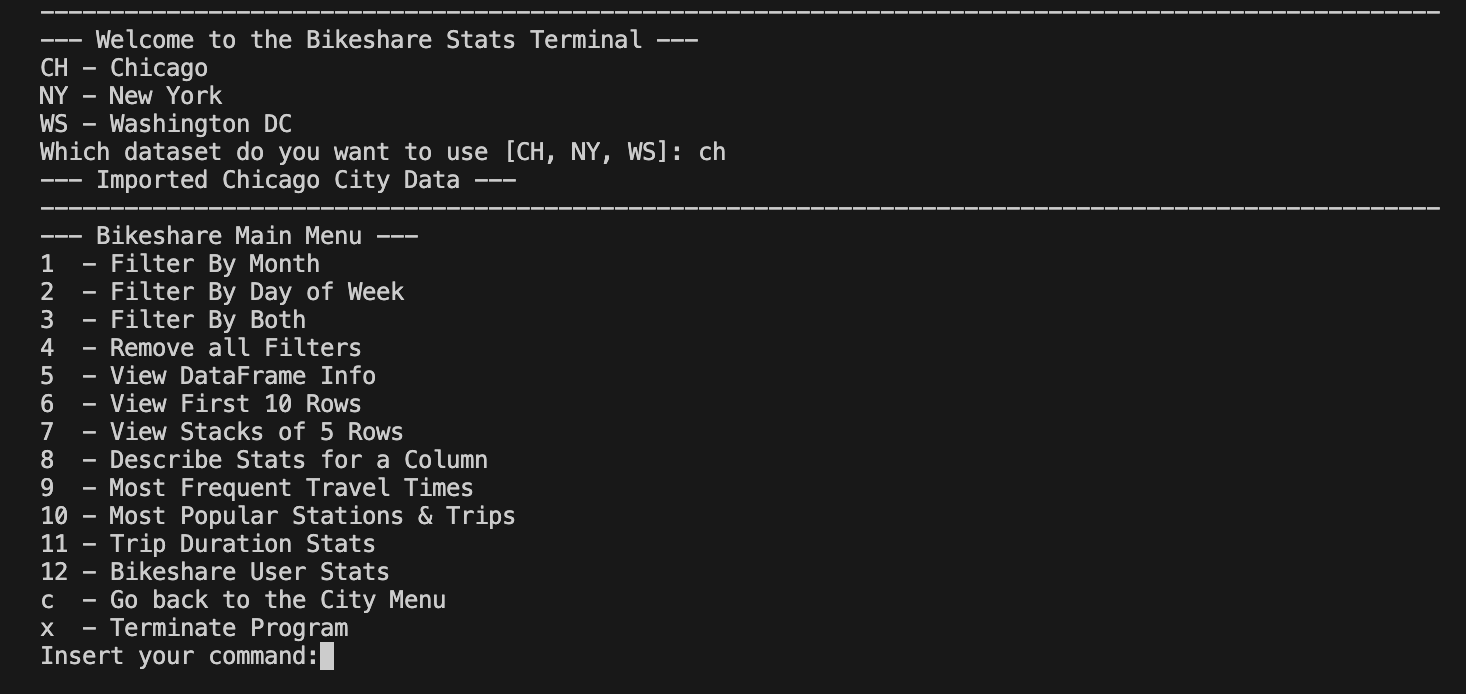 ----------------------------------------------------------------------------------------------------
--- Welcome to the Bikeshare Stats Terminal ---
CH - Chicago
NY - New York
WS - Washington DC
Which dataset do you want to use [CH, NY, WS]: ch
--- Imported Chicago City Data ---
----------------------------------------------------------------------------------------------------
--- Bikeshare Main Menu ---
1  - Filter By Month
2  - Filter By Day of Week
3  - Filter By Both
4  - Remove all Filters
5  - View DataFrame Info
6  - View First 10 Rows
7  - View Stacks of 5 Rows
8  - Describe Stats for a Column
9  - Most Frequent Travel Times
10 - Most Popular Stations & Trips
11 - Trip Duration Stats
12 - Bikeshare User Stats
c  - Go back to the City Menu
x  - Terminate Program
Insert your command: